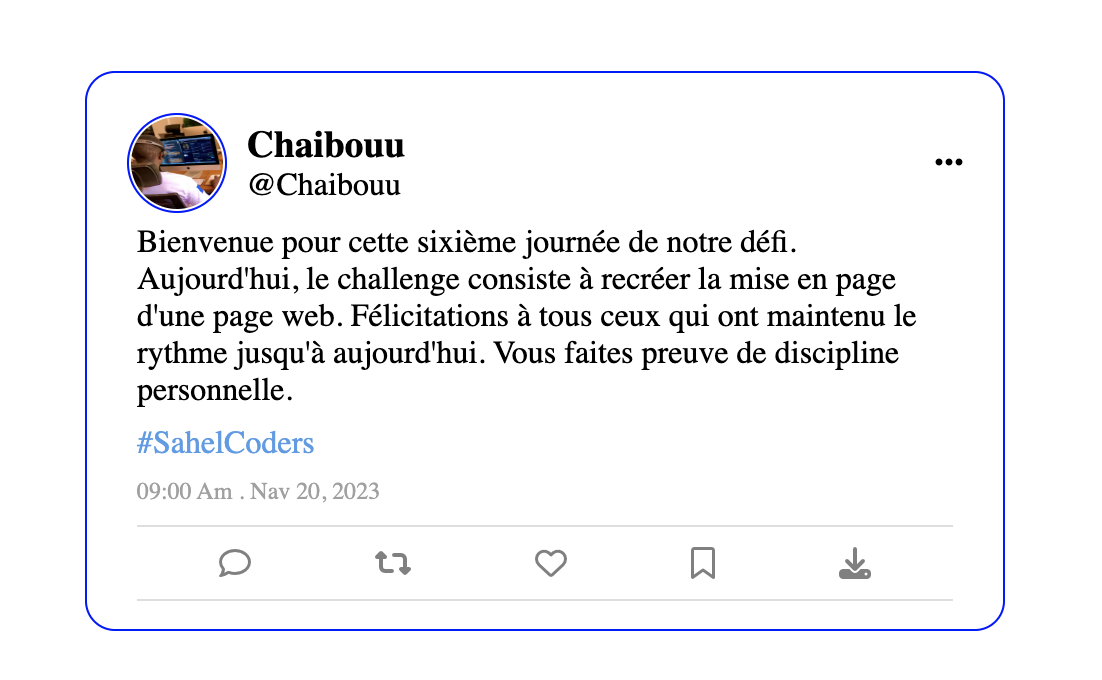 Chaibouu
@Chaibouu
Bienvenue pour cette sixième journée de notre défi.
Aujourd'hui, le challenge consiste à recréer la mise en page
d'une page web. Félicitations à tous ceux qui ont maintenu le
rythme jusqu'à aujourd'hui. Vous faites preuve de discipline
personnelle.
#SahelCoders
09:00 Am . Nav 20, 2023